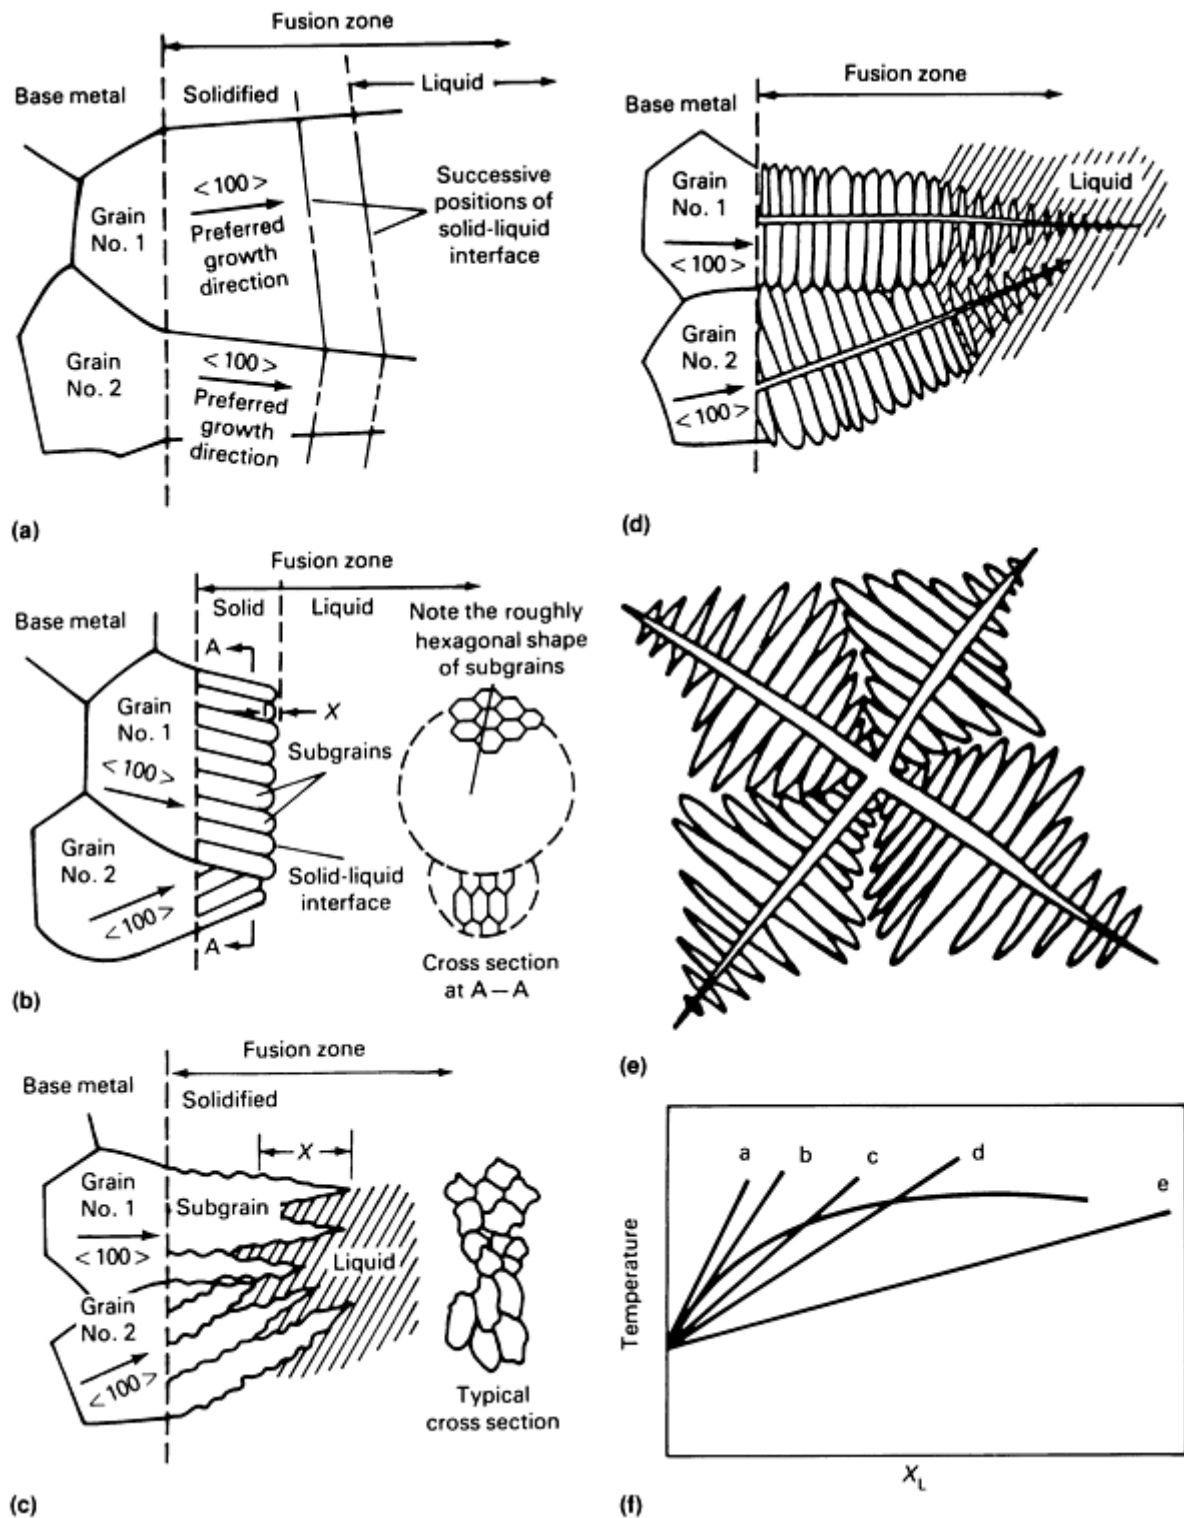 Fusion zone
Liquid
Base metal
Solidified
<100>
Preferred
growth
direction
Grain
No. 1
Successive
positions of
solid-liquid
interface
Grain
No. 2
<100>
Preferred
growth
direction
(a)
Fusion zone
Solid
Liquid
Base metal
A
Note the roughly
hexagonal shape
of subgrains
Grain
No. 1
X
<100>
Subgrains
Grain
No. 2
<100>
Solid-liquid
interface
A
Cross section
at A—A
(b)
Fusion zone
Base metal
Solidified
X
Grain
No. 1
Subgrain
<100>
Liquid
Grain
No. 2
<100>
Typical
cross section
(c)
Fusion zone
Base metal
Grain
No. 1
Liquid
<100>
Grain
No. 2
<100>
(d)
(e)
a
b
c
d
e
Temperature
XL
(f)